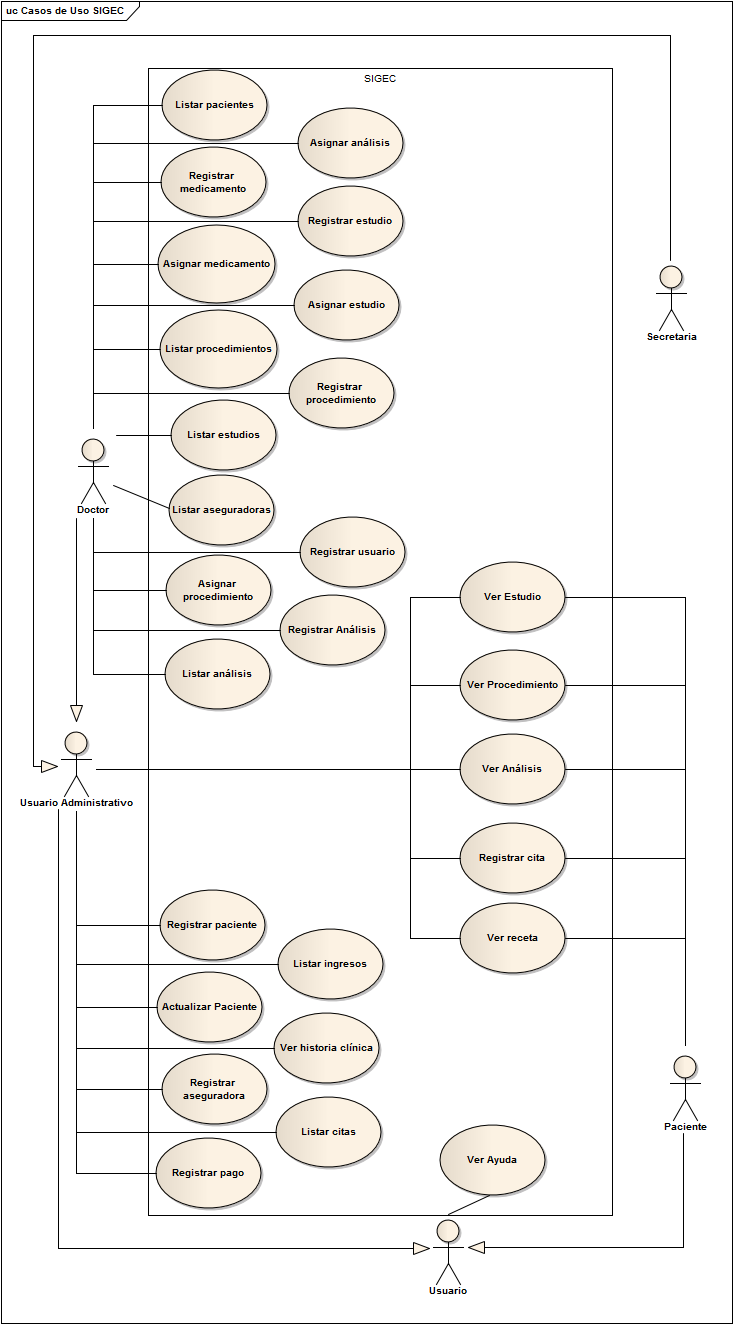 uc Casos de Uso SIGEC
SIGEC
Listar pacientes
Asignar análisis
Registrar
medicamento
Registrar estudio
Asignar medicamento
Asignar estudio
Secretaria
Listar procedimientos
Registrar
procedimiento
Listar estudios
Doctor
Listar aseguradoras
Registrar usuario
Asignar
procedimiento
Ver Estudio
Registrar Análisis
Listar análisis
Ver Procedimiento
Ver Análisis
Usuario Administrativo
Registrar cita
Registrar paciente
Ver receta
Listar ingresos
Actualizar Paciente
Ver historia clínica
Registrar
aseguradora
Paciente
Listar citas
Ver Ayuda
Registrar pago
Usuario